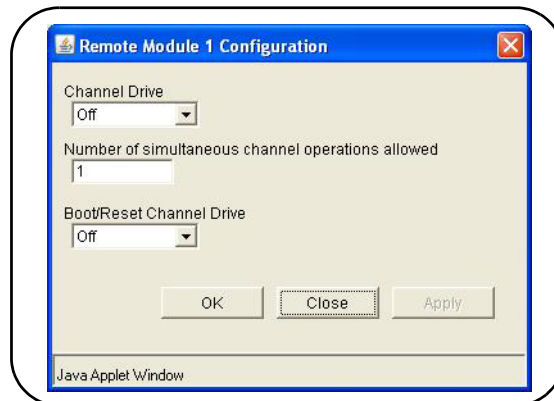 Remote Module 1 Configuration
Channel Drive
Off
Number of simultaneous channel operations allowed
1
Boot/Reset Channel Drive
Off
OK Close Apply
Java Applet Window